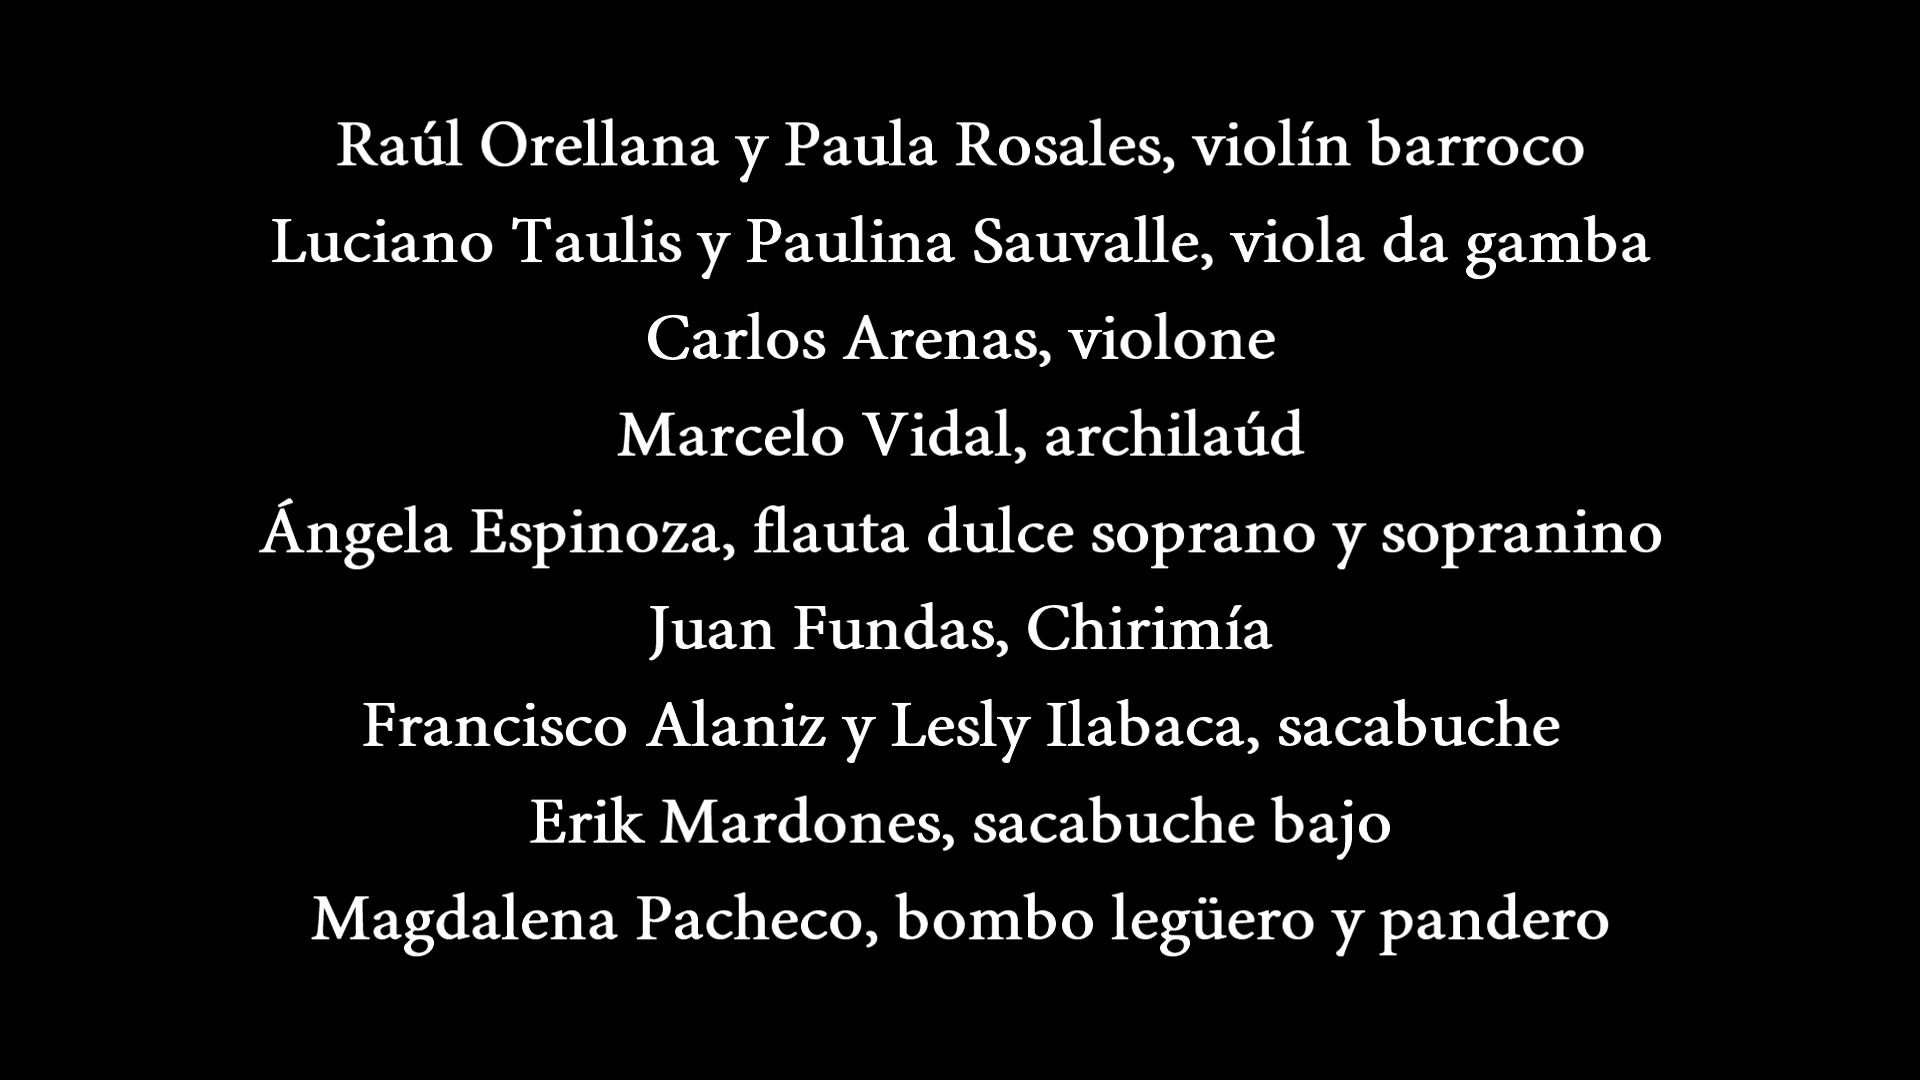 Raúl Orellana y Paula Rosales, violín barroco
Luciano Taulis y Paulina Sauvalle, viola da gamba
Carlos Arenas, violone
Marcelo Vidal, archilaúd
Ángela Espinoza, flauta dulce soprano y sopranino
Juan Fundas, Chirimía
Francisco Alaniz y Lesly Ilabaca, sacabuche
Erik Mardones, sacabuche bajo
Magdalena Pacheco, bombo legüero y pandero